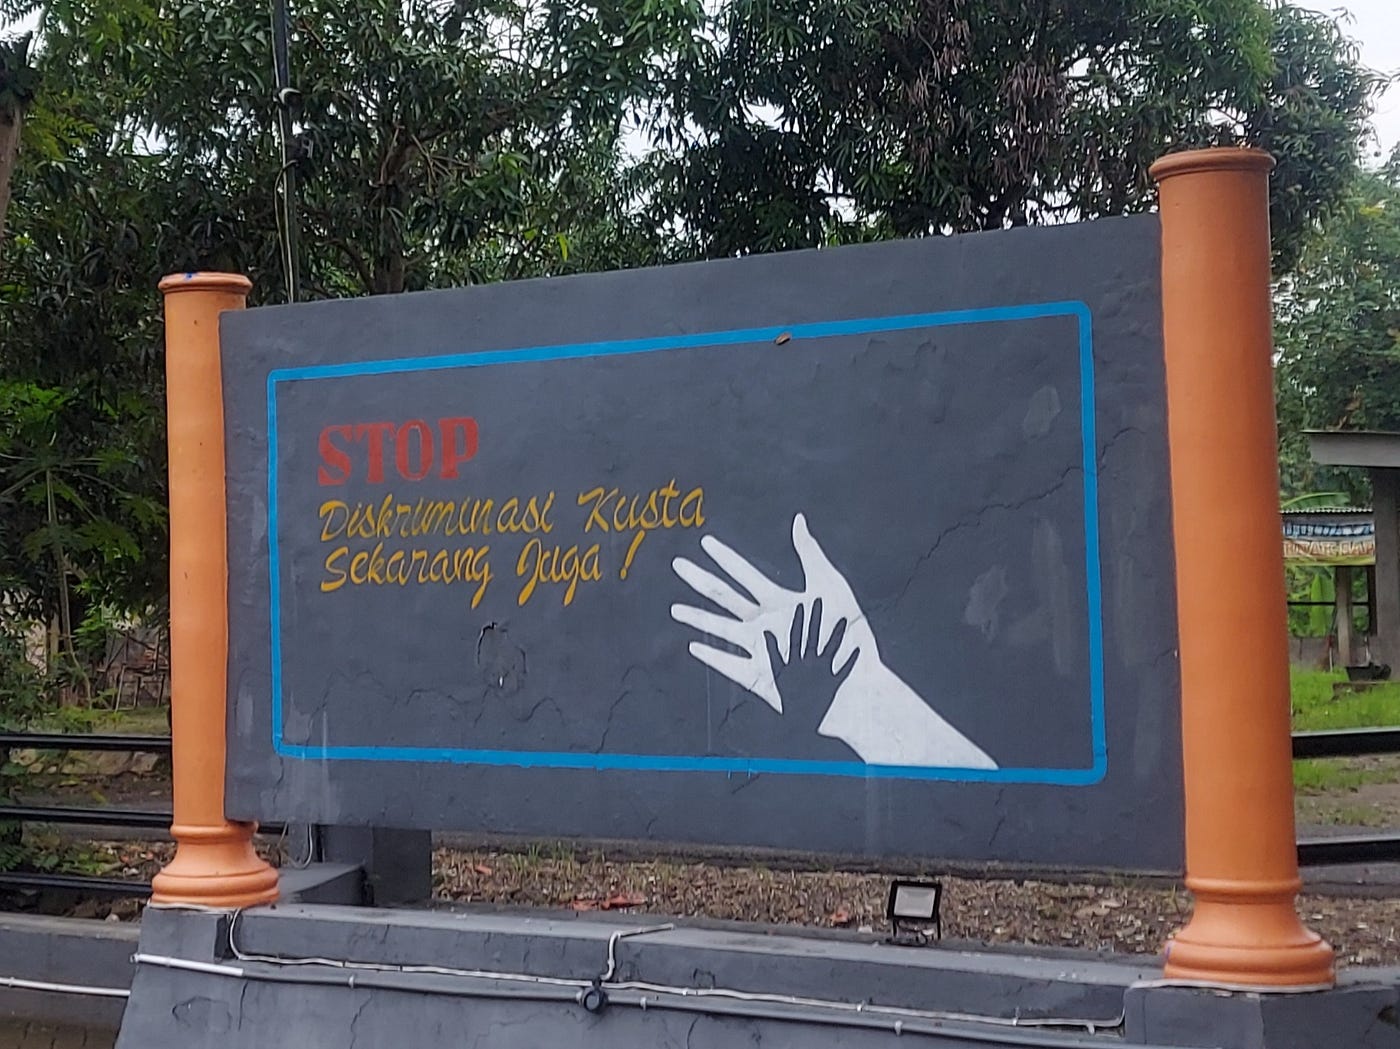 STOP
Diskriminasi Kusta
Sekarang Juga !